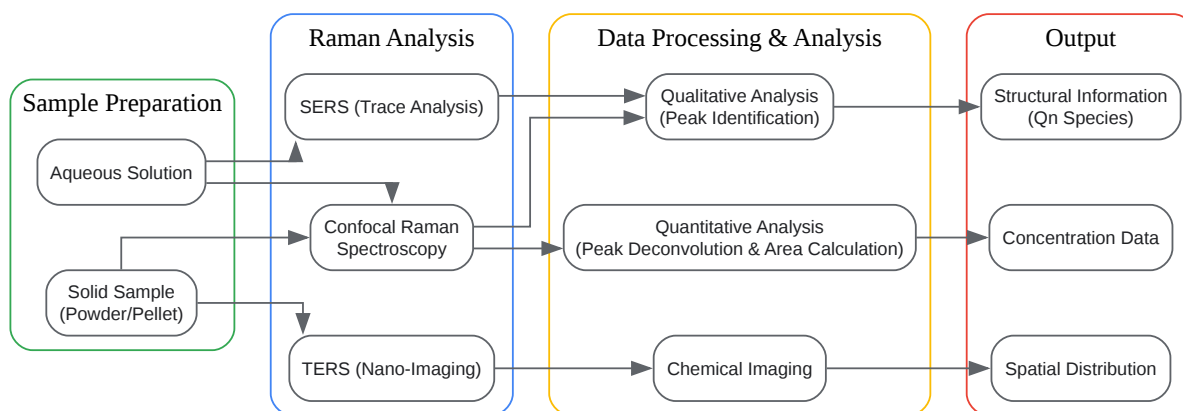 Sample Preparation
Aqueous Solution
Solid Sample
(Powder/Pellet)
Raman Analysis
SERS (Trace Analysis)
Confocal Raman
Spectroscopy
TERS (Nano-Imaging)
Data Processing & Analysis
Qualitative Analysis
(Peak Identification)
Quantitative Analysis
(Peak Deconvolution & Area Calculation)
Chemical Imaging
Output
Structural Information
(Qn Species)
Concentration Data
Spatial Distribution